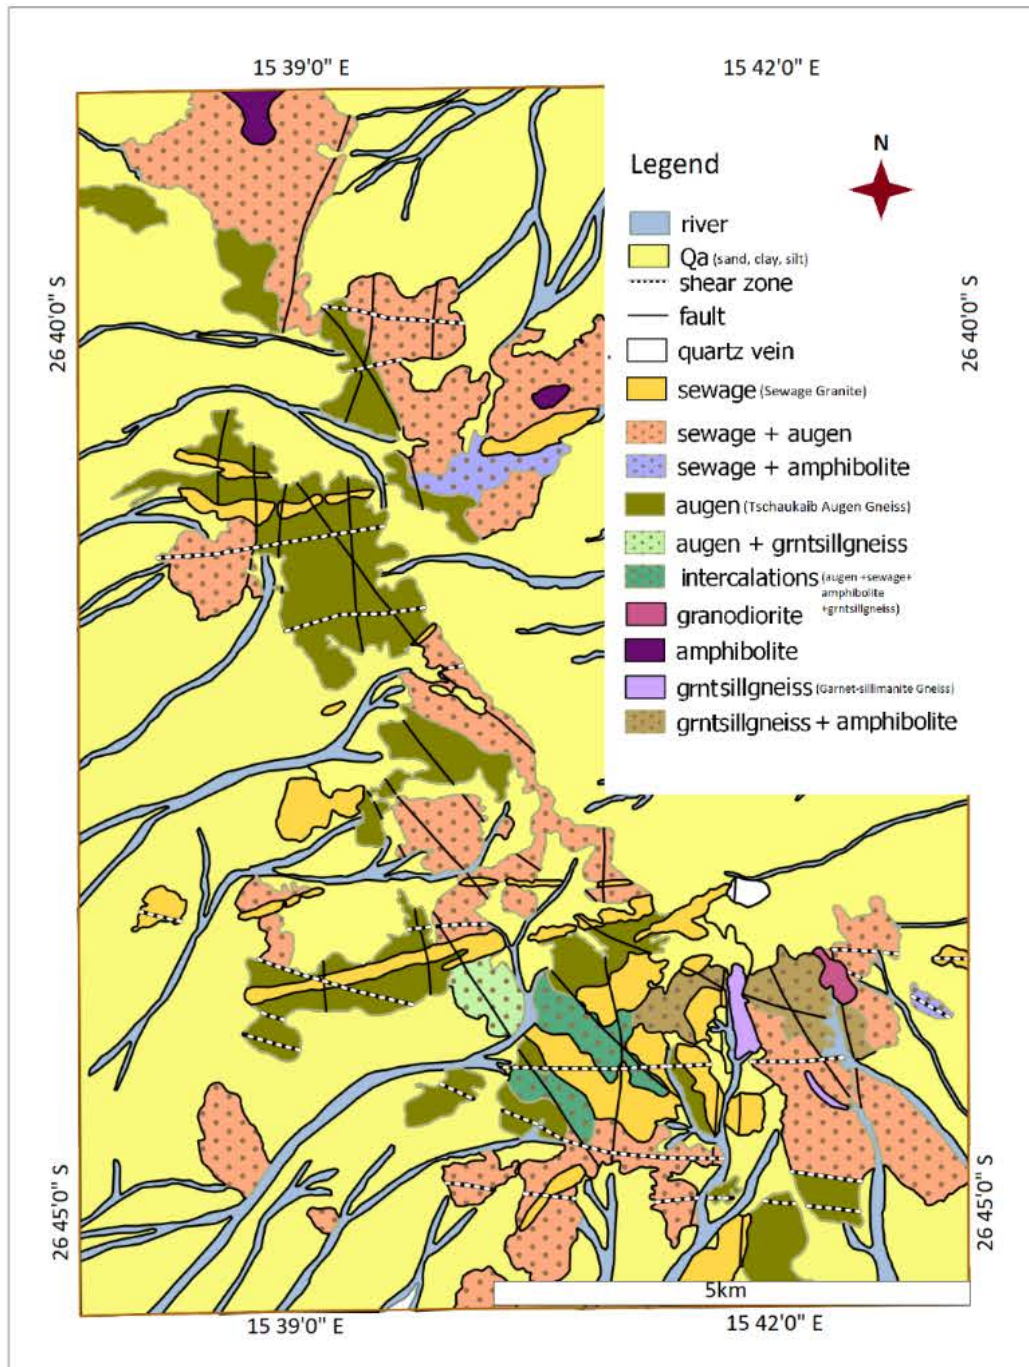 15 39'0" E
15 42'0" E
N
Legend
river
Qa (sand, clay, silt)
shear zone
fault
quartz vein
sewage (Sewage Granite)
sewage + augen
sewage + amphibolite
augen (Tschaukaib Augen Gneiss)
augen + grntsillgneiss
intercalations (augen +sewage+
amphibolite
+grntsillgneiss)
granodiorite
amphibolite
grntsillgneiss (Garnet-sillimanite Gneiss)
grntsillgneiss + amphibolite
26 40'0" S
26 40'0" S
26 45'0" S
26 45'0" S
5km
15 39'0" E
15 42'0" E